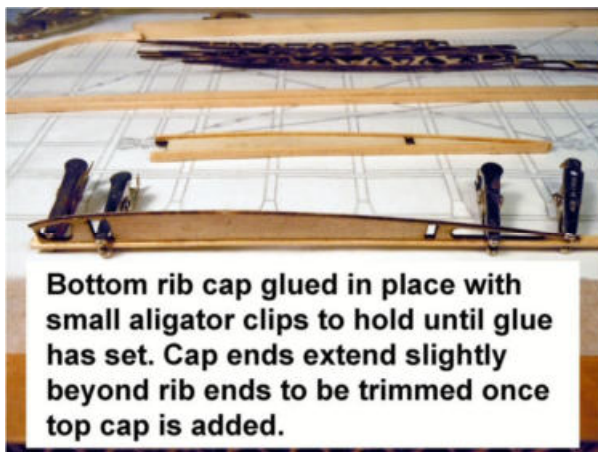 Bottom rib cap glued in place with
small aligator clips to hold until glue
has set. Cap ends extend slightly
beyond rib ends to be trimmed once
top cap is added.